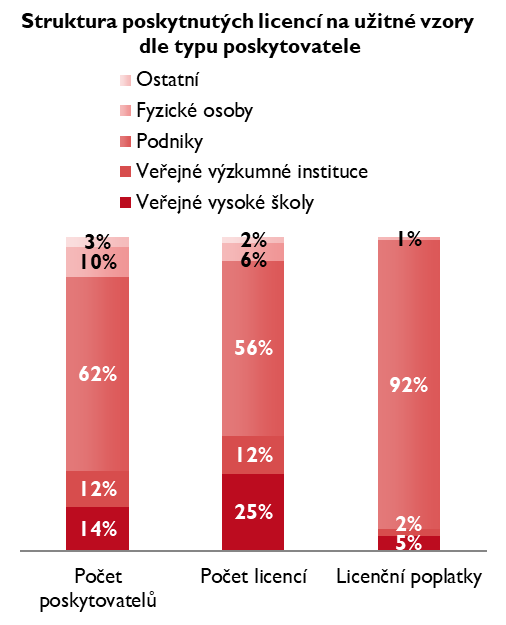 Struktura poskytnutých licencí na užitné vzory
dle typu poskytovatele
Ostatní
Fyzické osoby
Podniky
Veřejné výzkumné instituce
Veřejné vysoké školy
3% 2% 1%
10% 6%
62% 56% 92%
12% 12% 2%
14% 25% 5%
Počet poskytovatelů Počet licencí Licenční poplatky